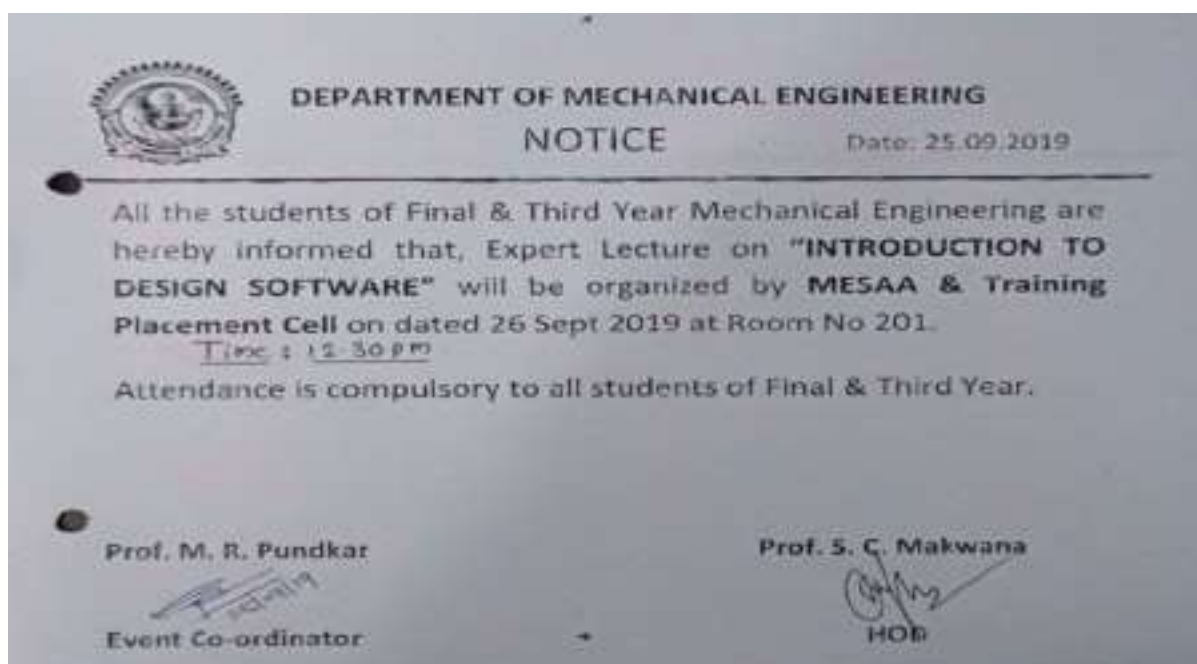 DEPARTMENT OF MECHANICAL ENGINEERING
NOTICE Date: 25.09.2019
All the students of Final & Third Year Mechanical Engineering are
hereby informed that, Expert Lecture on "INTRODUCTION TO
DESIGN SOFTWARE" will be organized by MESAA & Training
Placement Cell on dated 26 Sept 2019 at Room No 201.
Time : 12.30 pm
Attendance is compulsory to all students of Final & Third Year.
Prof. M. R. Pundkar Prof. S. C. Makwana
Event Co-ordinator HOD